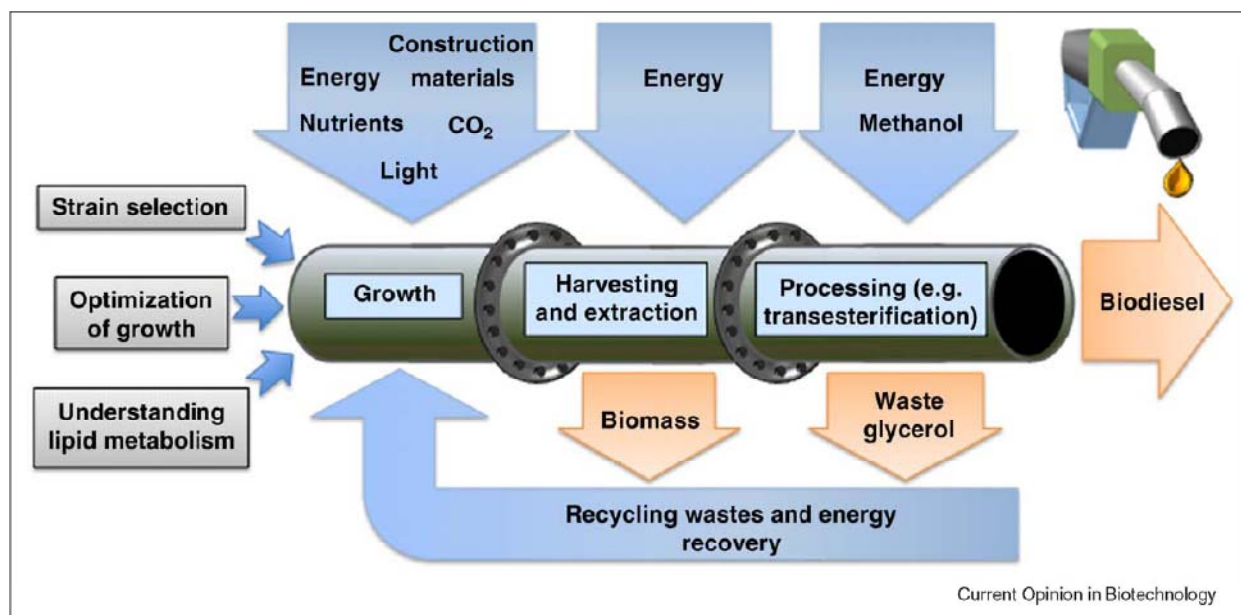 Construction
Energy materials
Nutrients CO₂
Light
Energy
Energy
Methanol
Strain selection
Optimization
of growth
Understanding
lipid metabolism
Growth
Harvesting
and extraction
Processing (e.g.
transesterification)
Biodiesel
Biomass
Waste
glycerol
Recycling wastes and energy
recovery
Current Opinion in Biotechnology